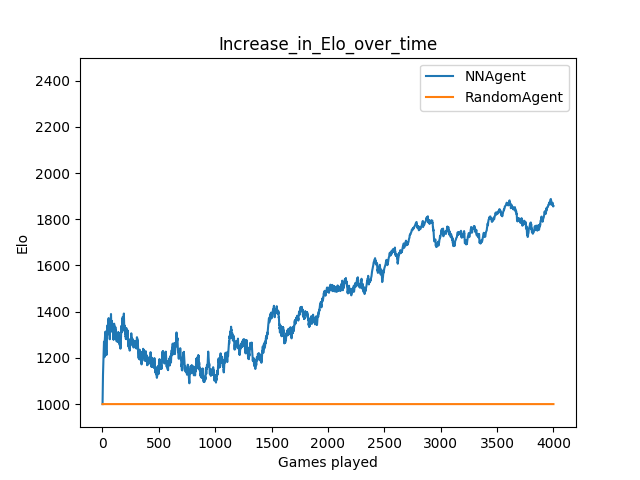 Increase_in_Elo_over_time
NNAgent
RandomAgent
2400
2200
2000
1800
1600
1400
1200
1000
Elo
0 500 1000 1500 2000 2500 3000 3500 4000
Games played